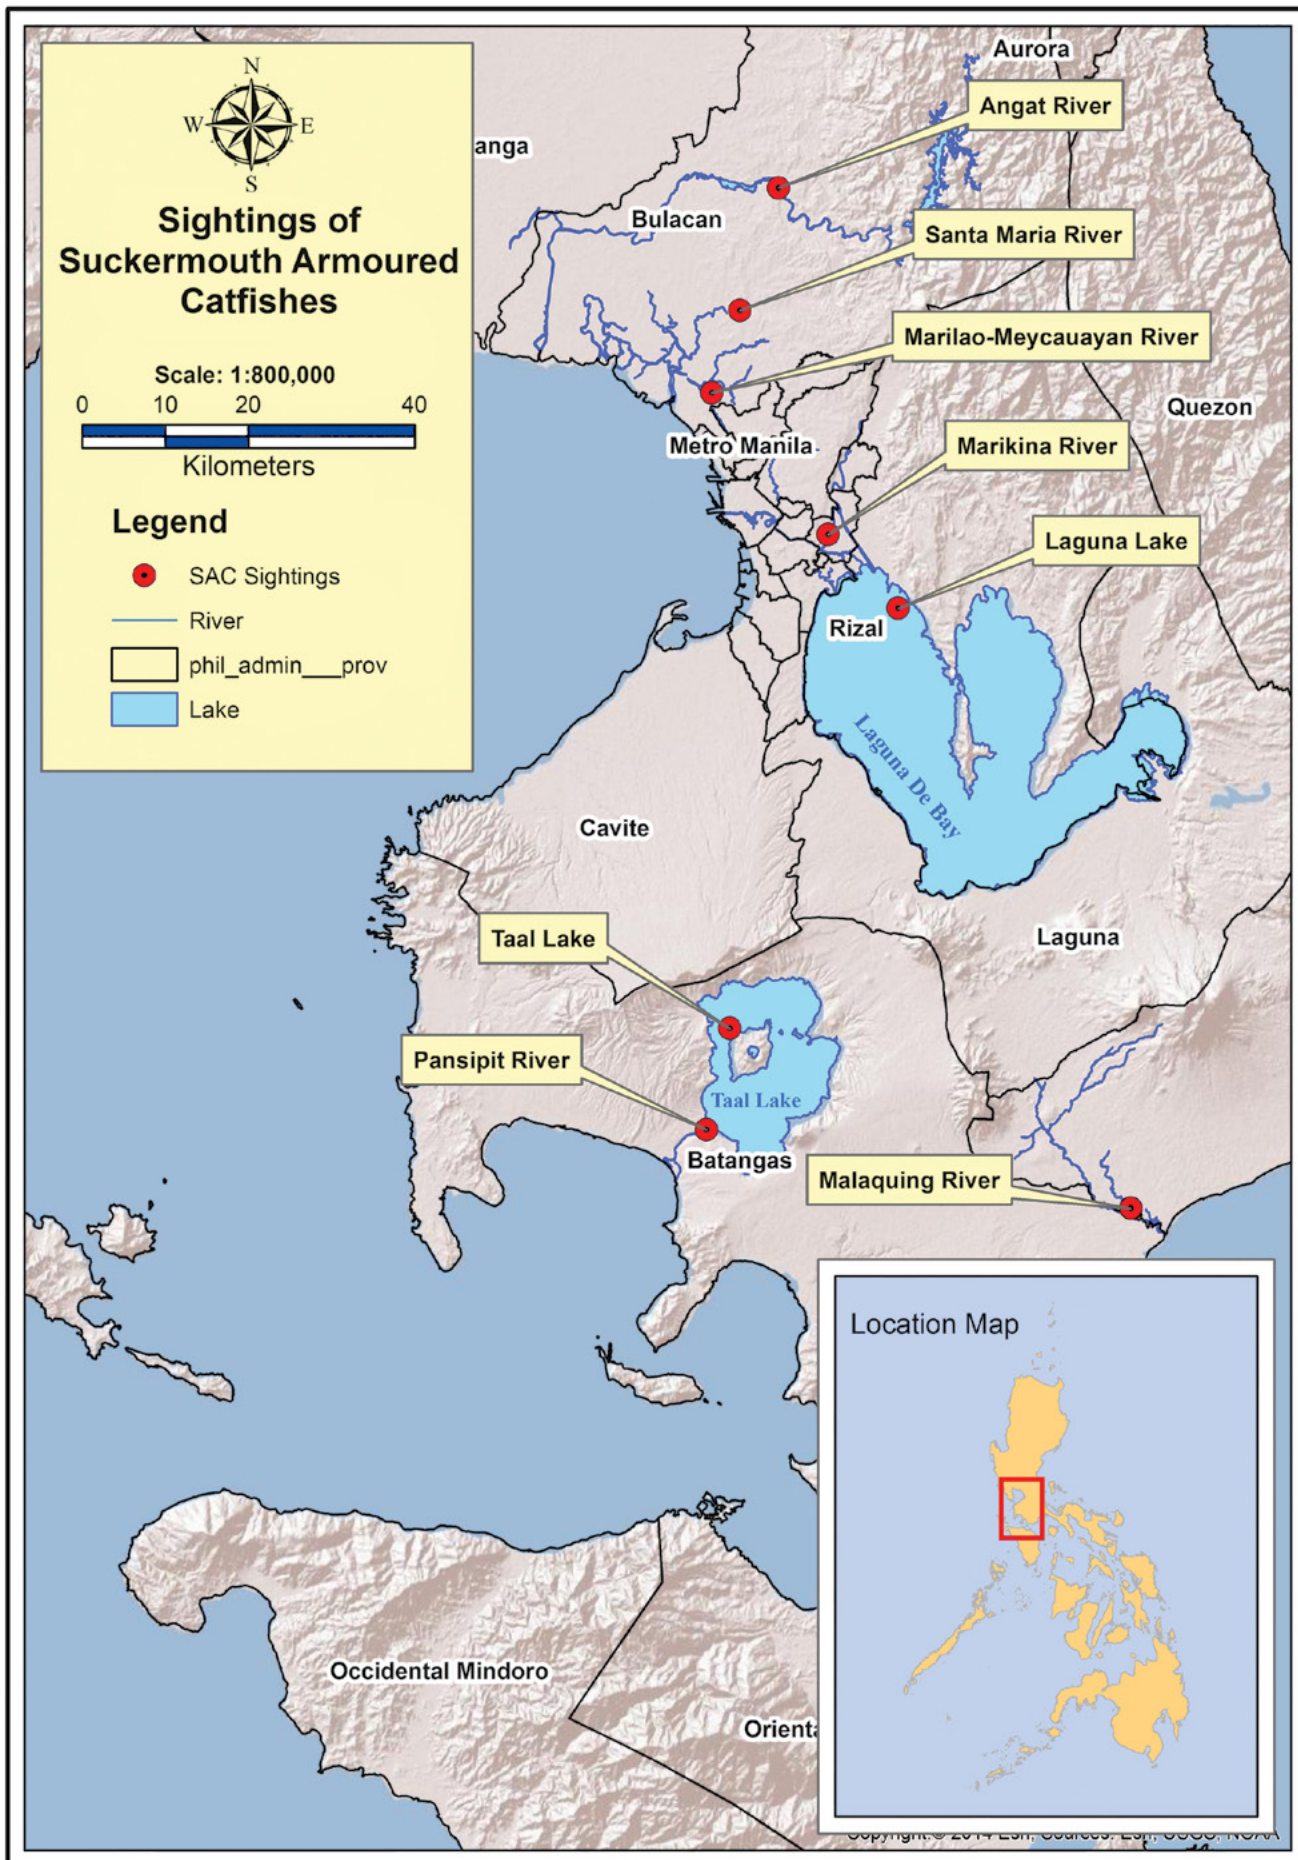 N
W E
S
Sightings of
Suckermouth Armoured
Catfishes
Scale: 1:800,000
0 10 20 40
Kilometers
Legend
SAC Sightings
River
phil_admin___prov
Lake
Aurora
Angat River
anga
Bulacan
Santa Maria River
Marilao-Meycauayan River
Quezon
Metro Manila
Marikina River
Laguna Lake
Rizal
Laguna De Bay
Cavite
Taal Lake
Laguna
Pansipit River
Taal Lake
Batangas
Malaquing River
Location Map
Occidental Mindoro
Orient